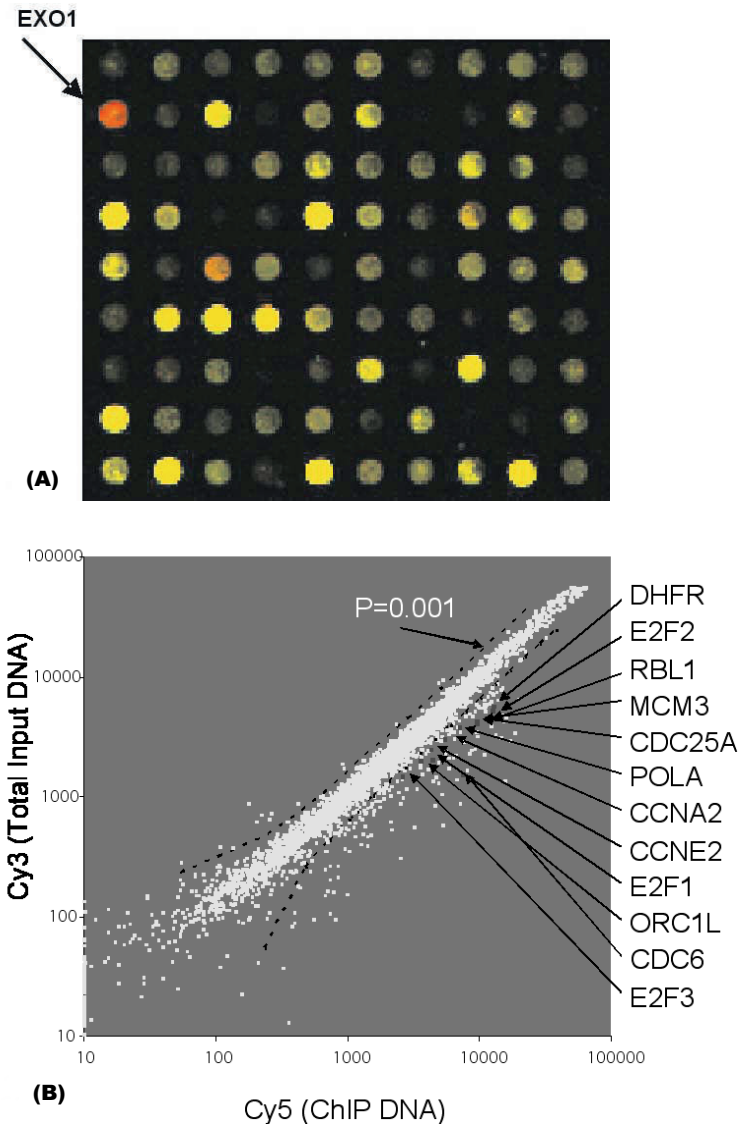 EXO1
(A)
100000
10000
1000
100
10
Cy3 (Total Input DNA)
P=0.001
DHFR
E2F2
RBL1
MCM3
CDC25A
POLA
CCNA2
CCNE2
E2F1
ORC1L
CDC6
E2F3
10
100
1000
10000
100000
(B)
Cy5 (ChIP DNA)